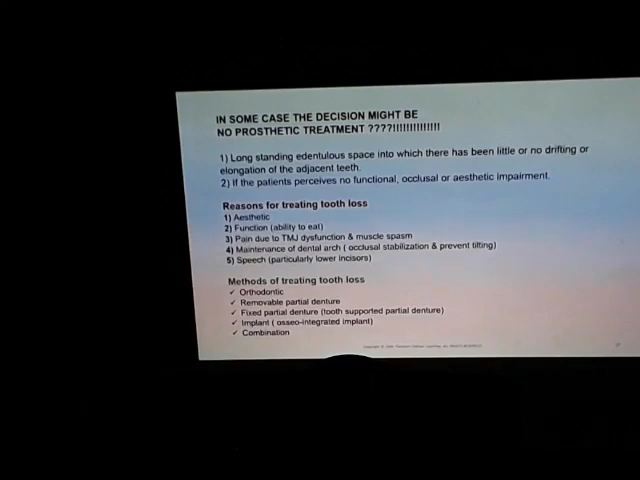 IN SOME CASE THE DECISION MIGHT BE
NO PROSTHETIC TREATMENT ????!!!!!!!!!!!!!!
1) Long standing edentulous space into which there has been little or no drifting or
elongation of the adjacent teeth.
2) If the patients perceives no functional, occlusal or aesthetic impairment.
Reasons for treating tooth loss
1) Aesthetic
2) Function (ability to eat)
3) Pain due to TMJ dysfunction & muscle spasm
4) Maintenance of dental arch ( occlusal stabilization & prevent tilting)
5) Speech (particularly lower incisors)
Methods of treating tooth loss
✓ Orthodontic
✓ Removable partial denture
✓ Fixed partial denture (tooth supported partial denture)
✓ Implant ( osseo-integrated implant)
✓ Combination